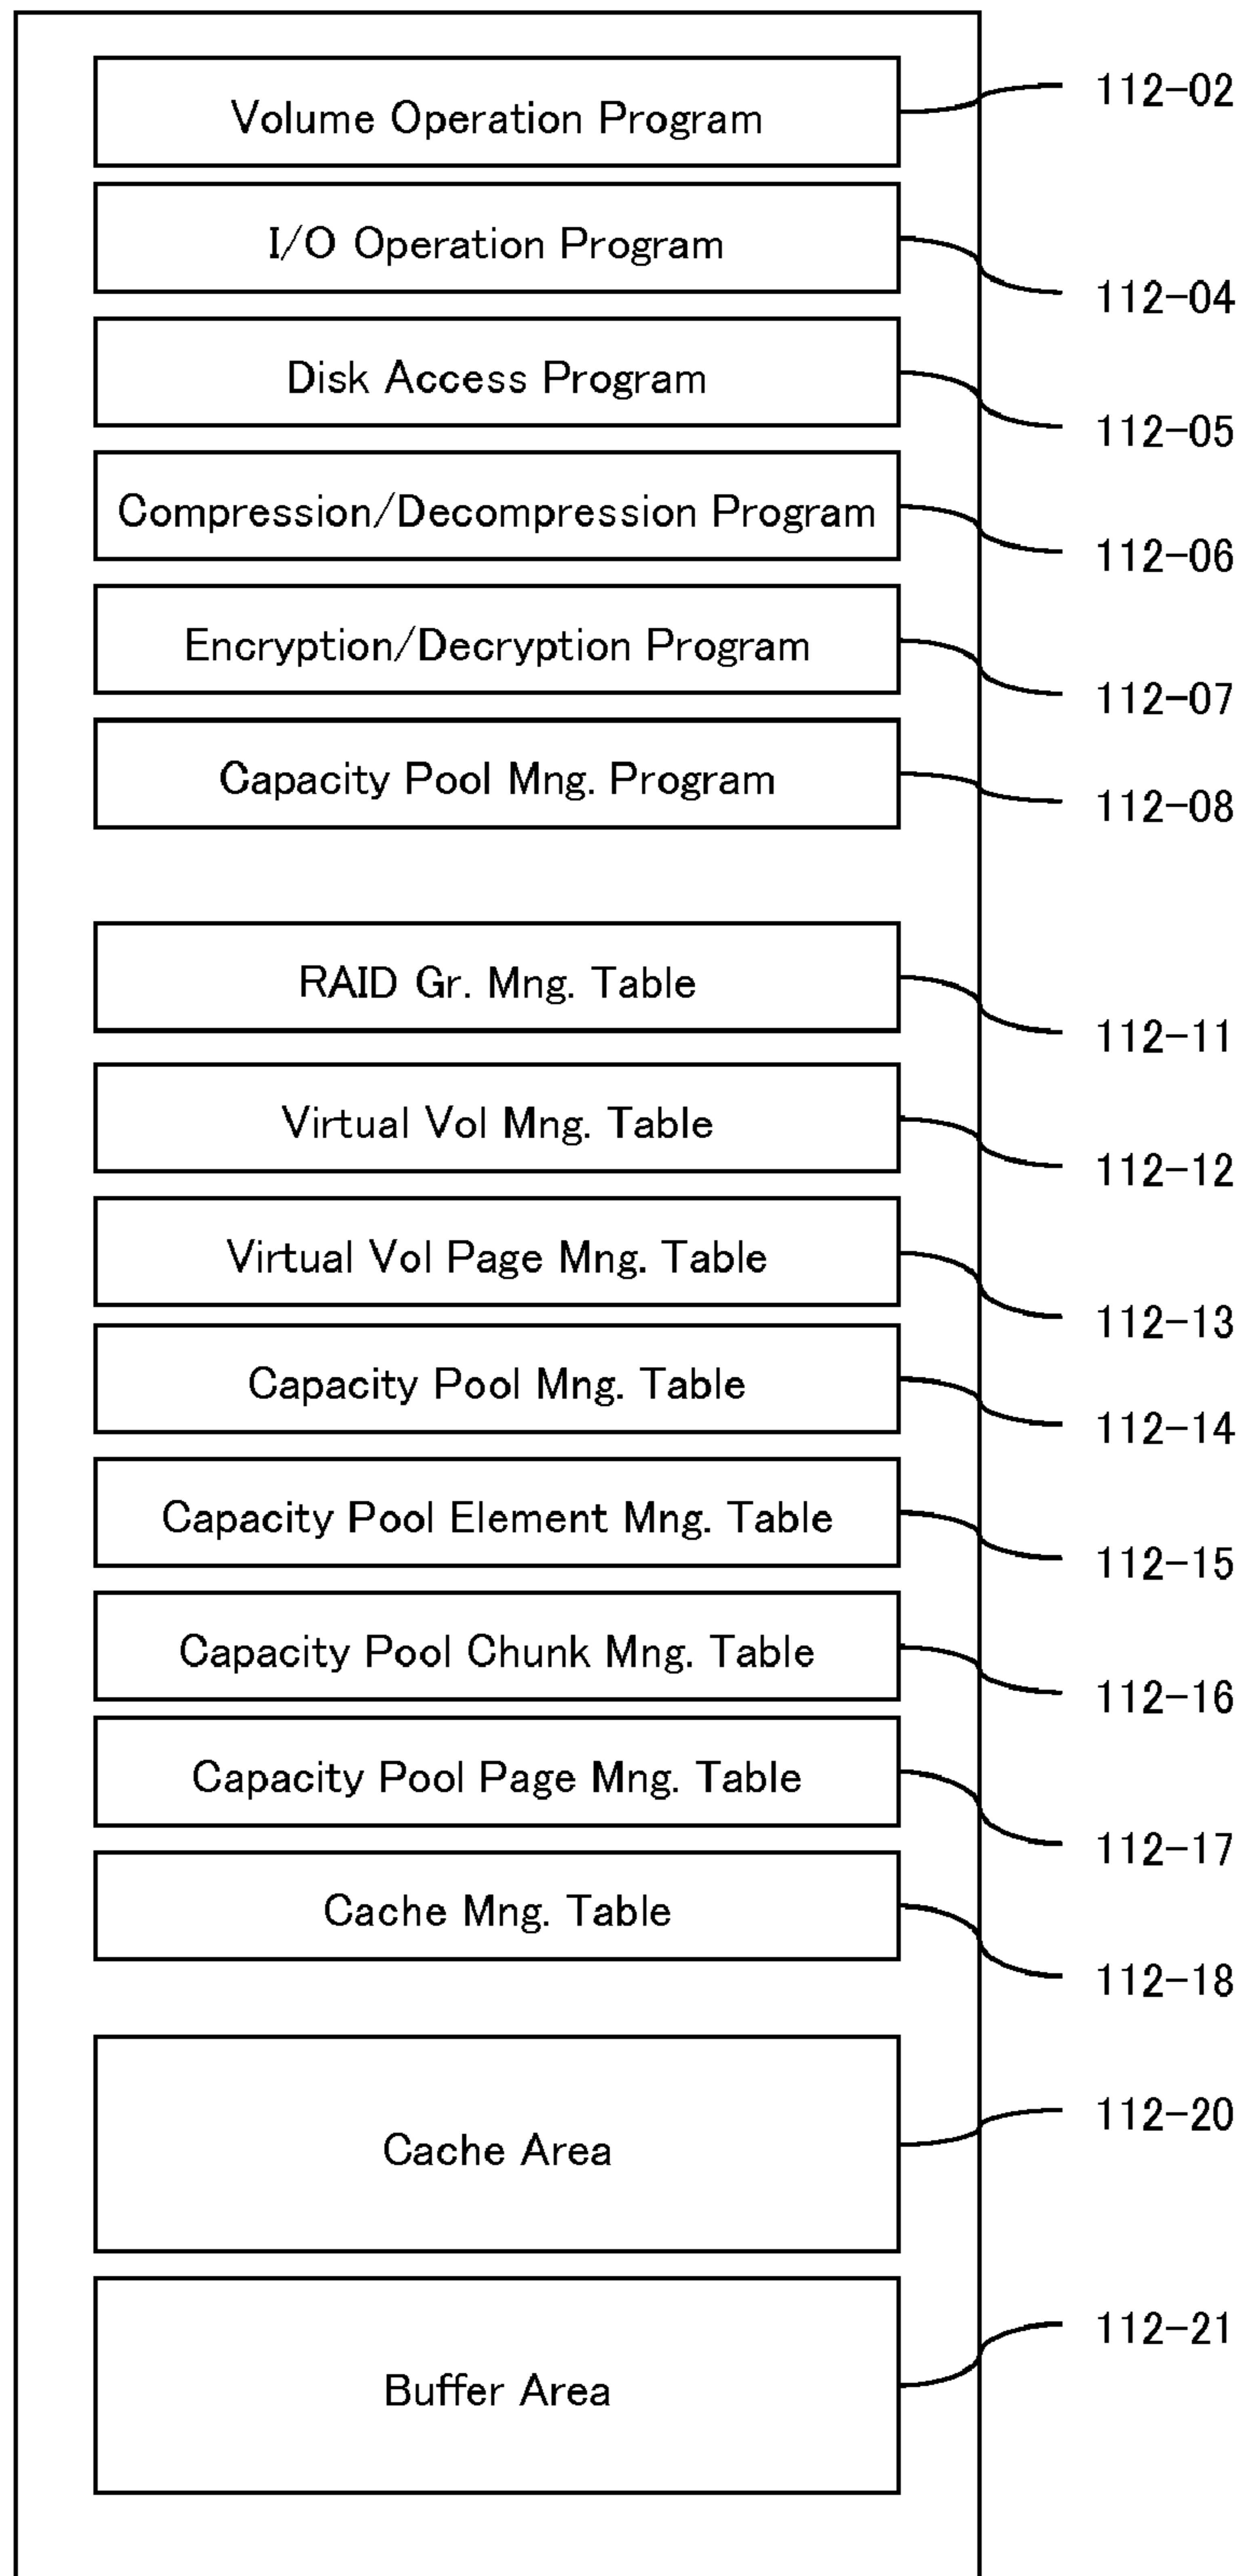 Volume Operation Program 112-02
I/O Operation Program 112-04
Disk Access Program 112-05
Compression/Decompression Program 112-06
Encryption/Decryption Program 112-07
Capacity Pool Mng. Program 112-08
RAID Gr. Mng. Table 112-11
Virtual Vol Mng. Table 112-12
Virtual Vol Page Mng. Table 112-13
Capacity Pool Mng. Table 112-14
Capacity Pool Element Mng. Table 112-15
Capacity Pool Chunk Mng. Table 112-16
Capacity Pool Page Mng. Table 112-17
Cache Mng. Table 112-18
Cache Area 112-20
Buffer Area 112-21